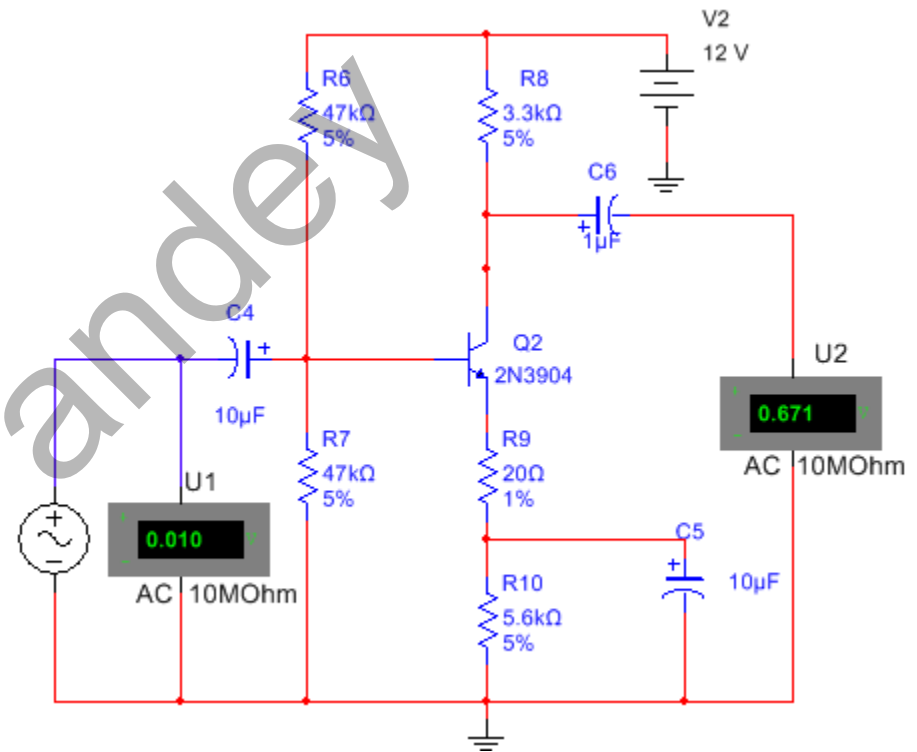 V2
12 V
R6
47kΩ
5%
R8
3.3kΩ
5%
C6
+
1µF
andey
C4
+
10µF
Q2
2N3904
U2
0.671
V
AC 10MOhm
R7
47kΩ
5%
R9
20Ω
1%
U1
0.010
V
AC 10MOhm
C5
+
10µF
R10
5.6kΩ
5%